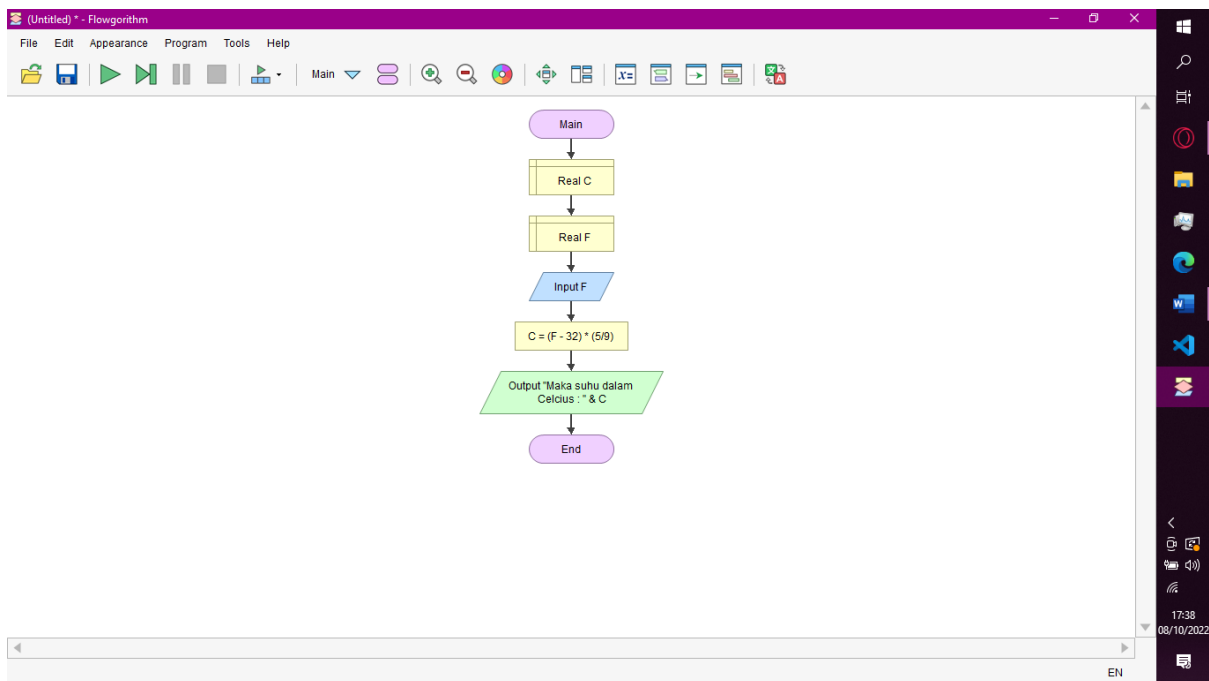 (Untitled) * - Flowgorithm
File Edit Appearance Program Tools Help
Main
x=
Main
Real C
Real F
Input F
C = (F - 32) * (5/9)
Output "Maka suhu dalam
Celcius : " & C
End
17:38
08/10/2022
EN